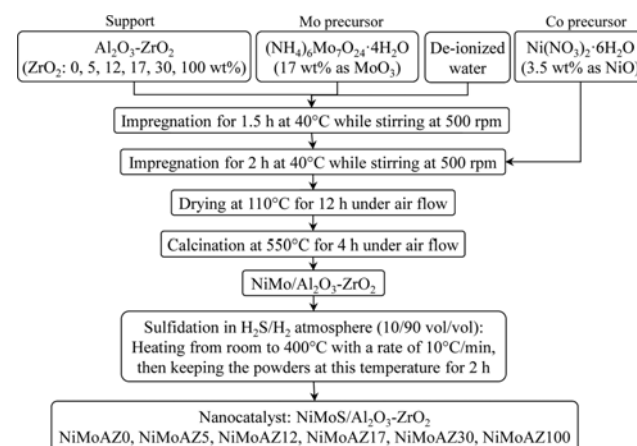 Support
Al₂O₃-ZrO₂
(ZrO₂: 0, 5, 12, 17, 30, 100 wt%)
Mo precursor
(NH₄)₆Mo₇O₂₄·4H₂O
(17 wt% as MoO₃)
De-ionized
water
Co precursor
Ni(NO₃)₂·6H₂O
(3.5 wt% as NiO)
Impregnation for 1.5 h at 40°C while stirring at 500 rpm
Impregnation for 2 h at 40°C while stirring at 500 rpm
Drying at 110°C for 12 h under air flow
Calcination at 550°C for 4 h under air flow
NiMo/Al₂O₃-ZrO₂
Sulfidation in H₂S/H₂ atmosphere (10/90 vol/vol):
Heating from room to 400°C with a rate of 10°C/min,
then keeping the powders at this temperature for 2 h
Nanocatalyst: NiMoS/Al₂O₃-ZrO₂
NiMoAZ0, NiMoAZ5, NiMoAZ12, NiMoAZ17, NiMoAZ30, NiMoAZ100